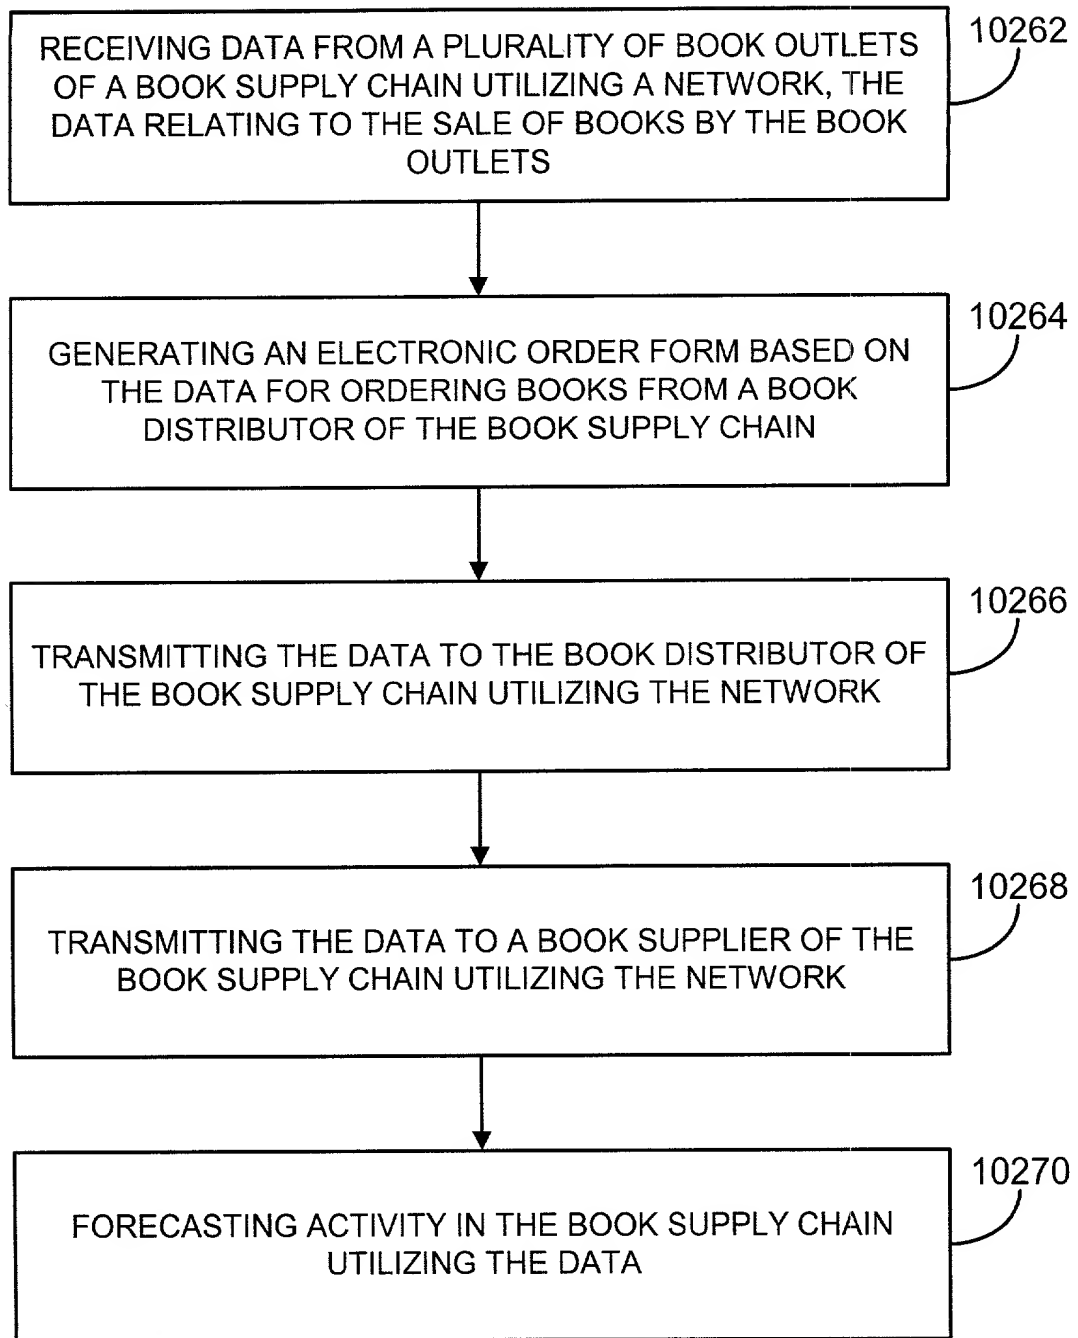 RECEIVING DATA FROM A PLURALITY OF BOOK OUTLETS
OF A BOOK SUPPLY CHAIN UTILIZING A NETWORK, THE
DATA RELATING TO THE SALE OF BOOKS BY THE BOOK
OUTLETS
10262
GENERATING AN ELECTRONIC ORDER FORM BASED ON
THE DATA FOR ORDERING BOOKS FROM A BOOK
DISTRIBUTOR OF THE BOOK SUPPLY CHAIN
10264
TRANSMITTING THE DATA TO THE BOOK DISTRIBUTOR OF
THE BOOK SUPPLY CHAIN UTILIZING THE NETWORK
10266
TRANSMITTING THE DATA TO A BOOK SUPPLIER OF THE
BOOK SUPPLY CHAIN UTILIZING THE NETWORK
10268
FORECASTING ACTIVITY IN THE BOOK SUPPLY CHAIN
UTILIZING THE DATA
10270